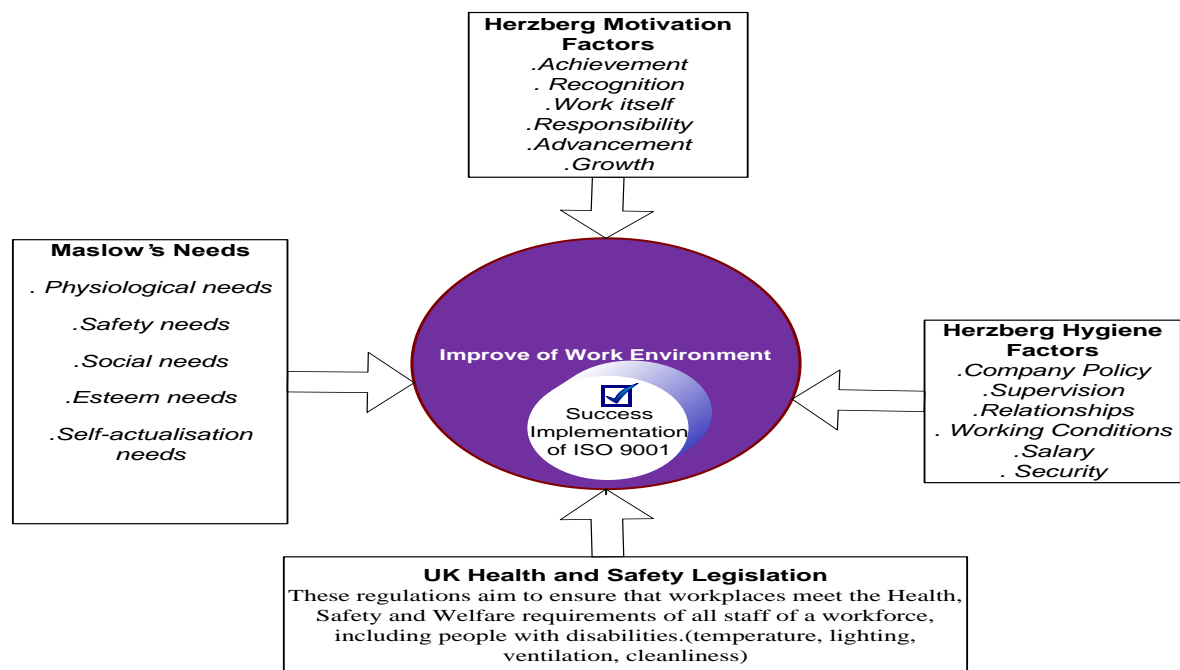 Herzberg Motivation
Factors
.Achievement
. Recognition
.Work itself
.Responsibility
.Advancement
.Growth
Maslow's Needs
. Physiological needs
.Safety needs
.Social needs
.Esteem needs
.Self-actualisation
needs
Improve of Work Environment
Success
Implementation
of ISO 9001
Herzberg Hygiene
Factors
.Company Policy
.Supervision
.Relationships
. Working Conditions
.Salary
. Security
UK Health and Safety Legislation
These regulations aim to ensure that workplaces meet the Health,
Safety and Welfare requirements of all staff of a workforce,
including people with disabilities.(temperature, lighting,
ventilation, cleanliness)